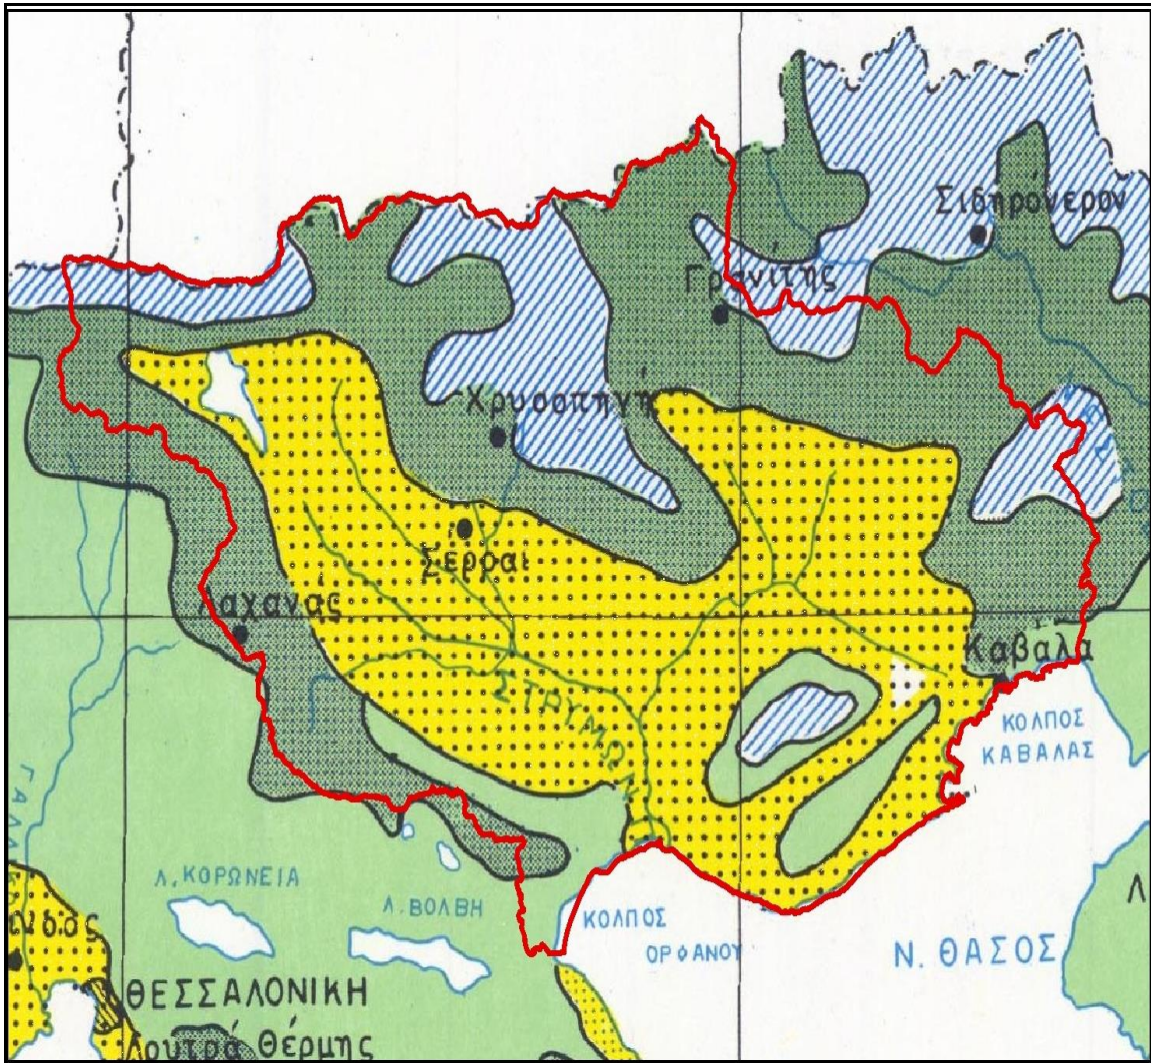 Σιδηρόνερον
Γρανίτης
Χρυσοπηγή
Σέρραι
Λαχανάς
Καβάλα
ΣΤΡΥΜΩΝ
ΚΟΛΠΟΣ
ΚΑΒΑΛΑΣ
Λ. ΚΟΡΩΝΕΙΑ
Λ. ΒΟΛΒΗ
ΚΟΛΠΟΣ
ΟΡΦΑΝΟΥ
Ν. ΘΑΣΟΣ
ΘΕΣΣΑΛΟΝΙΚΗ
Λουτρά Θέρμης